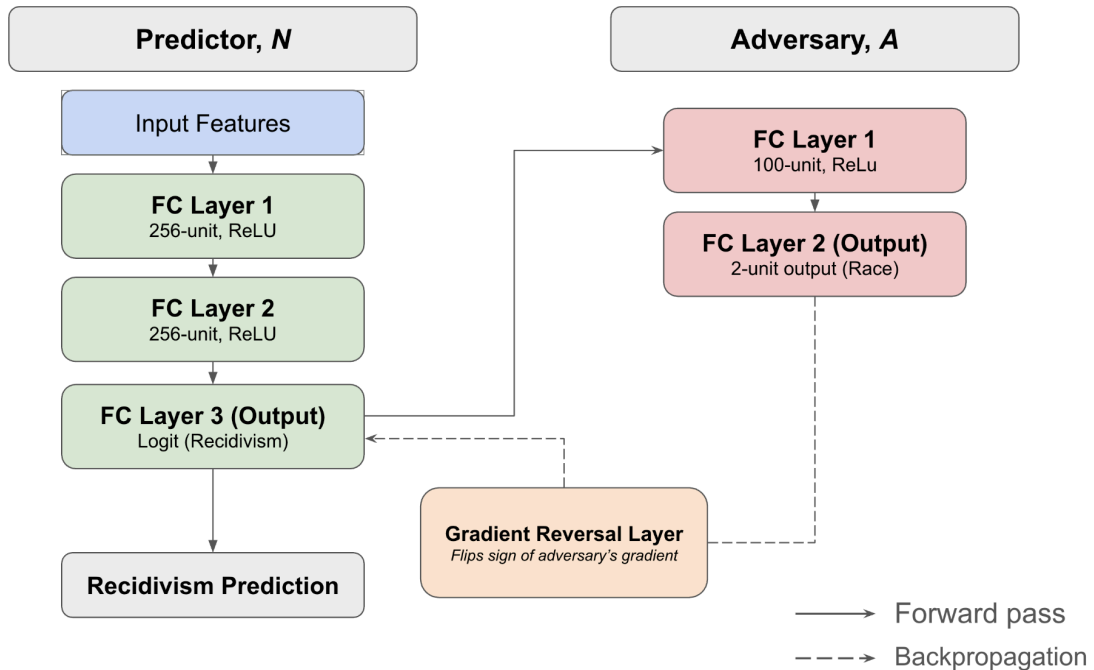 Predictor, N
Input Features
FC Layer 1
256-unit, ReLU
FC Layer 2
256-unit, ReLU
FC Layer 3 (Output)
Logit (Recidivism)
Recidivism Prediction
Adversary, A
FC Layer 1
100-unit, ReLu
FC Layer 2 (Output)
2-unit output (Race)
Gradient Reversal Layer
Flips sign of adversary's gradient
Forward pass
Backpropagation